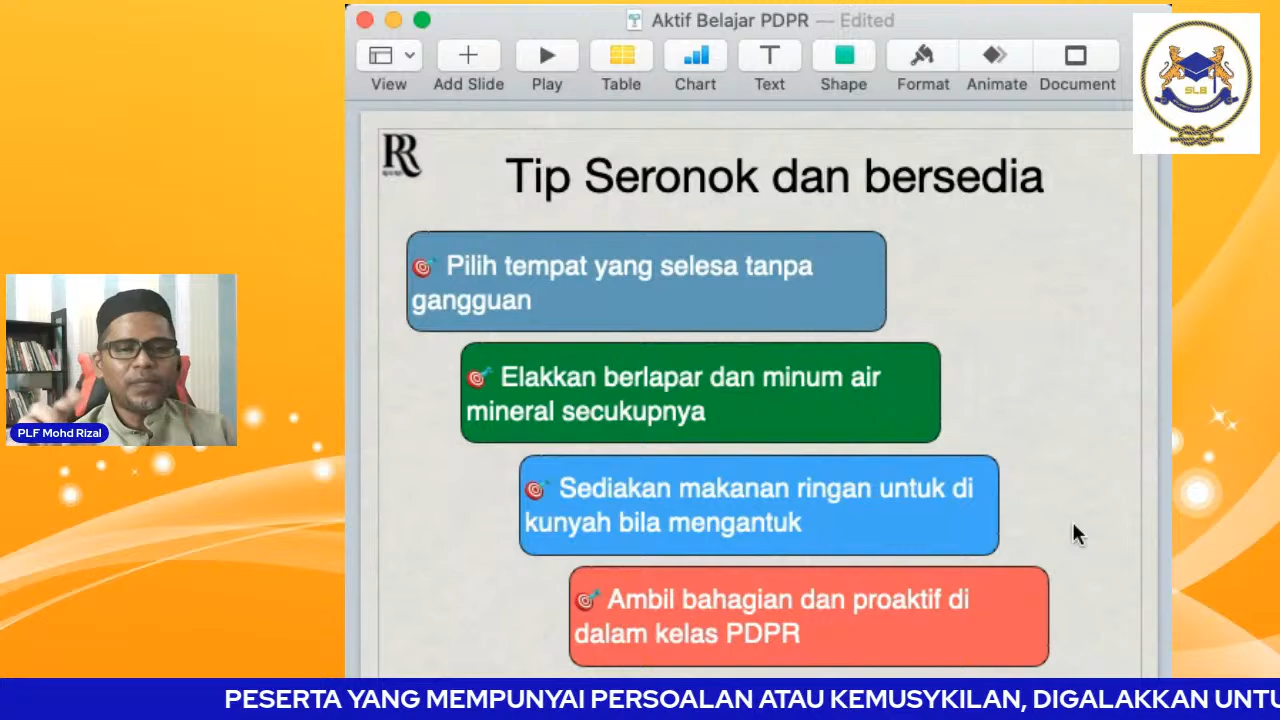 Aktif Belajar PDPR — Edited
View
Add Slide
Play
Table
Chart
Text
Shape
Format
Animate
Document
SLB
RR
Tip Seronok dan bersedia
Pilih tempat yang selesa tanpa
gangguan
Elakkan berlapar dan minum air
mineral secukupnya
Sediakan makanan ringan untuk di
kunyah bila mengantuk
Ambil bahagian dan proaktif di
dalam kelas PDPR
PLF Mohd Rizal
PESERTA YANG MEMPUNYAI PERSOALAN ATAU KEMUSYKILAN, DIGALAKKAN UNTU